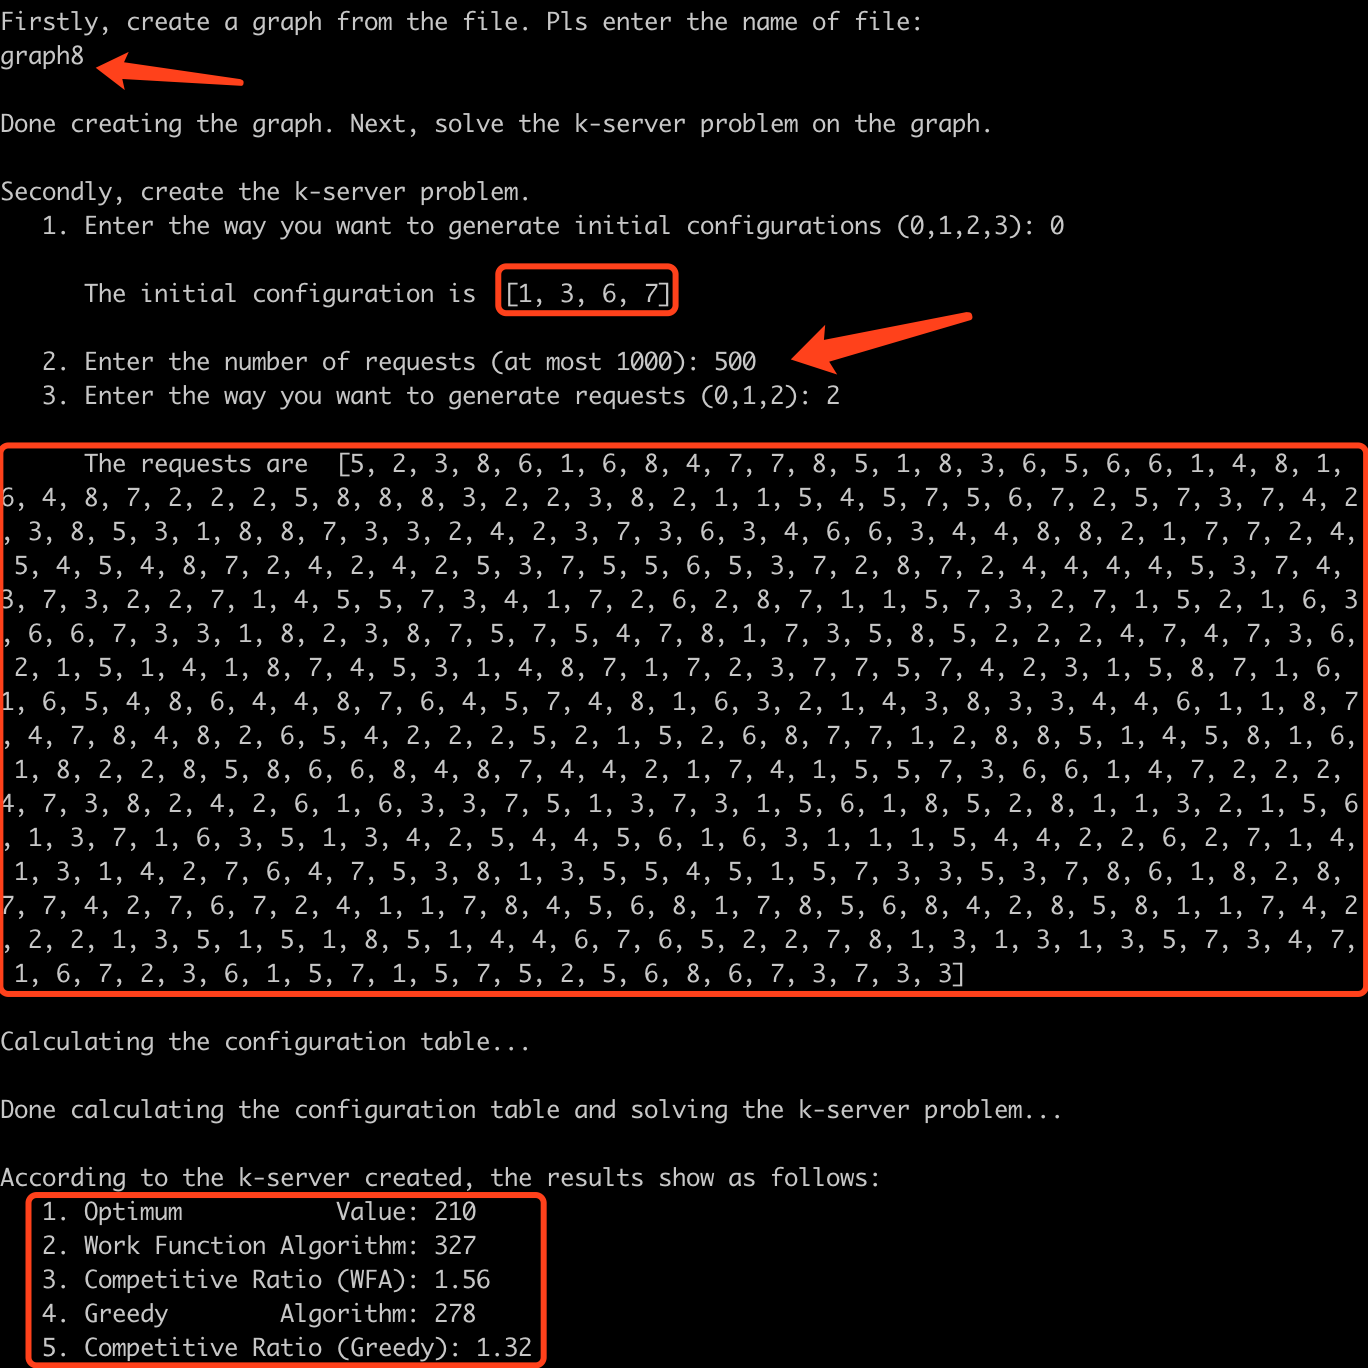 Firstly, create a graph from the file. Pls enter the name of file:
graph8
Done creating the graph. Next, solve the k-server problem on the graph.
Secondly, create the k-server problem.
1. Enter the way you want to generate initial configurations (0,1,2,3): 0
The initial configuration is [1, 3, 6, 7]
2. Enter the number of requests (at most 1000): 500
3. Enter the way you want to generate requests (0,1,2): 2
The requests are [5, 2, 3, 8, 6, 1, 6, 8, 4, 7, 7, 8, 5, 1, 8, 3, 6, 5, 6, 6, 1, 4, 8, 1,
6, 4, 8, 7, 2, 2, 2, 5, 8, 8, 8, 3, 2, 2, 3, 8, 2, 1, 1, 5, 4, 5, 7, 5, 6, 7, 2, 5, 7, 3, 7, 4, 2
, 3, 8, 5, 3, 1, 8, 8, 7, 3, 3, 2, 4, 2, 3, 7, 3, 6, 3, 4, 6, 6, 3, 4, 4, 8, 8, 2, 1, 7, 7, 2, 4,
5, 4, 5, 4, 8, 7, 2, 4, 2, 4, 2, 5, 3, 7, 5, 5, 6, 5, 3, 7, 2, 8, 7, 2, 4, 4, 4, 4, 5, 3, 7, 4,
3, 7, 3, 2, 2, 7, 1, 4, 5, 5, 7, 3, 4, 1, 7, 2, 6, 2, 8, 7, 1, 1, 5, 7, 3, 2, 7, 1, 5, 2, 1, 6, 3
, 6, 6, 7, 3, 3, 1, 8, 2, 3, 8, 7, 5, 7, 5, 4, 7, 8, 1, 7, 3, 5, 8, 5, 2, 2, 2, 4, 7, 4, 7, 3, 6,
2, 1, 5, 1, 4, 1, 8, 7, 4, 5, 3, 1, 4, 8, 7, 1, 7, 2, 3, 7, 7, 5, 7, 4, 2, 3, 1, 5, 8, 7, 1, 6,
1, 6, 5, 4, 8, 6, 4, 4, 8, 7, 6, 4, 5, 7, 4, 8, 1, 6, 3, 2, 1, 4, 3, 8, 3, 3, 4, 4, 6, 1, 1, 8, 7
, 4, 7, 8, 4, 8, 2, 6, 5, 4, 2, 2, 2, 5, 2, 1, 5, 2, 6, 8, 7, 7, 1, 2, 8, 8, 5, 1, 4, 5, 8, 1, 6,
1, 8, 2, 2, 8, 5, 8, 6, 6, 8, 4, 8, 7, 4, 4, 2, 1, 7, 4, 1, 5, 5, 7, 3, 6, 6, 1, 4, 7, 2, 2, 2,
4, 7, 3, 8, 2, 4, 2, 6, 1, 6, 3, 3, 7, 5, 1, 3, 7, 3, 1, 5, 6, 1, 8, 5, 2, 8, 1, 1, 3, 2, 1, 5, 6
, 1, 3, 7, 1, 6, 3, 5, 1, 3, 4, 2, 5, 4, 4, 5, 6, 1, 6, 3, 1, 1, 1, 5, 4, 4, 2, 2, 6, 2, 7, 1, 4,
1, 3, 1, 4, 2, 7, 6, 4, 7, 5, 3, 8, 1, 3, 5, 5, 4, 5, 1, 5, 7, 3, 3, 5, 3, 7, 8, 6, 1, 8, 2, 8,
7, 7, 4, 2, 7, 6, 7, 2, 4, 1, 1, 7, 8, 4, 5, 6, 8, 1, 7, 8, 5, 6, 8, 4, 2, 8, 5, 8, 1, 1, 7, 4, 2
, 2, 2, 1, 3, 5, 1, 5, 1, 8, 5, 1, 4, 4, 6, 7, 6, 5, 2, 2, 7, 8, 1, 3, 1, 3, 1, 3, 5, 7, 3, 4, 7,
1, 6, 7, 2, 3, 6, 1, 5, 7, 1, 5, 7, 5, 2, 5, 6, 8, 6, 7, 3, 7, 3, 3]
Calculating the configuration table...
Done calculating the configuration table and solving the k-server problem...
According to the k-server created, the results show as follows:
1. Optimum Value: 210
2. Work Function Algorithm: 327
3. Competitive Ratio (WFA): 1.56
4. Greedy Algorithm: 278
5. Competitive Ratio (Greedy): 1.32